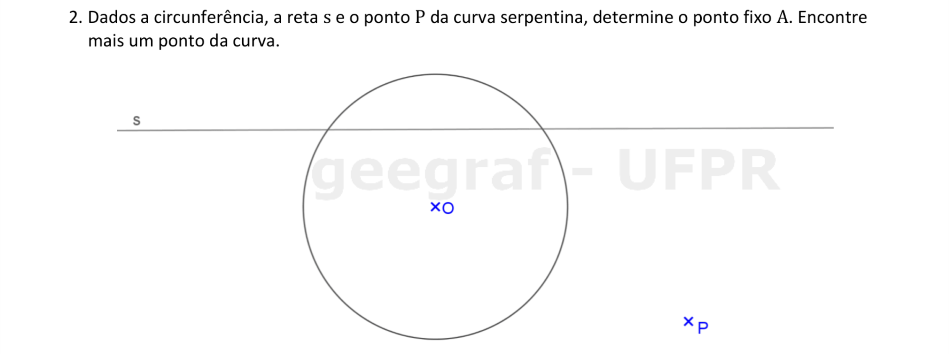 2. Dados a circunferência, a reta s e o ponto P da curva serpentina, determine o ponto fixo A. Encontre
mais um ponto da curva.
s
geegraf - UFPR
O
P